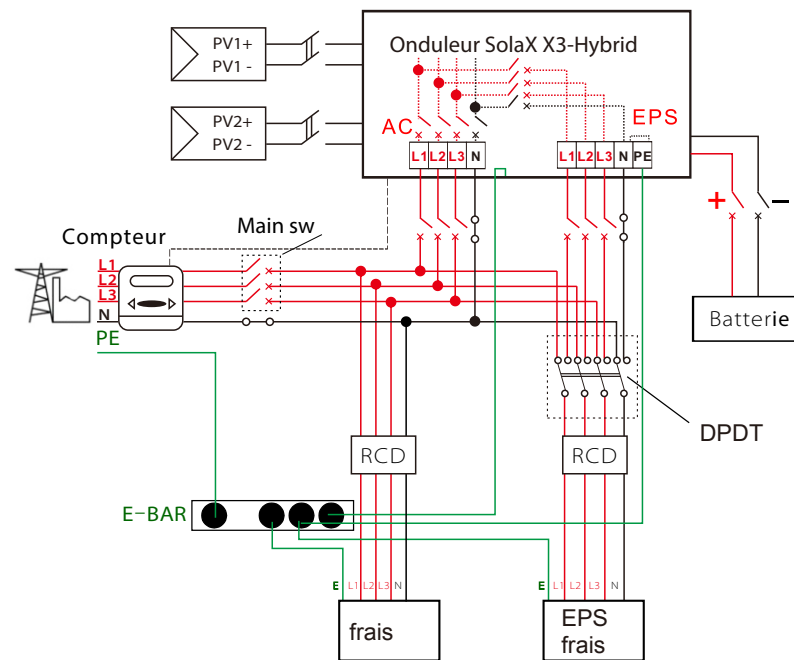 PV1+
PV1 -
PV2+
PV2 -
Onduleur SolaX X3-Hybrid
AC
EPS
L1 L2 L3 N
L1 L2 L3 N PE
+ −
Compteur
Main sw
L1
L2
L3
N
PE
Batterie
DPDT
RCD
RCD
E-BAR
E L1 L2 L3 N
E L1 L2 L3 N
frais
EPS
frais